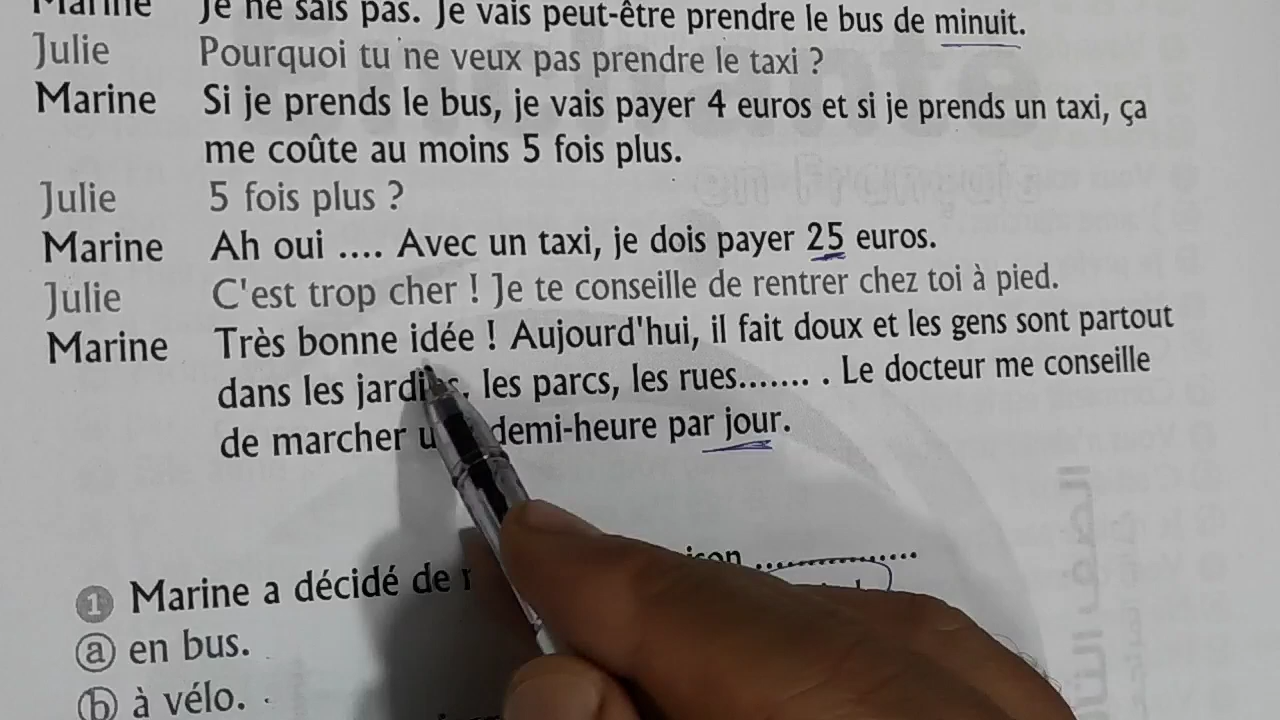 Marine Je ne sais pas. Je vais peut-être prendre le bus de minuit.
Julie Pourquoi tu ne veux pas prendre le taxi ?
Marine Si je prends le bus, je vais payer 4 euros et si je prends un taxi, ça
me coûte au moins 5 fois plus.
Julie 5 fois plus ?
Marine Ah oui .... Avec un taxi, je dois payer 25 euros.
Julie C'est trop cher ! Je te conseille de rentrer chez toi à pied.
Marine Très bonne idée ! Aujourd'hui, il fait doux et les gens sont partout
dans les jardins, les parcs, les rues....... . Le docteur me conseille
de marcher demi-heure par jour.
1 Marine a décidé de ...............
a en bus.
b à vélo.